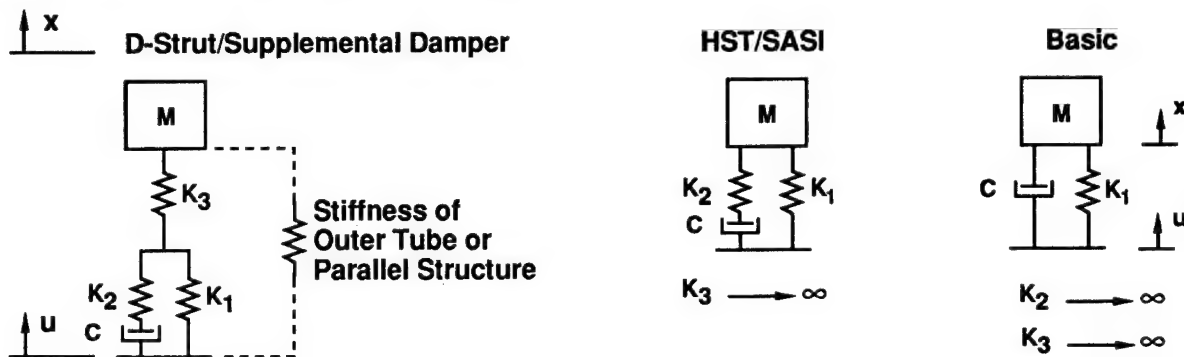 x
D-Strut/Supplemental Damper
M
K3
Stiffness of
Outer Tube or
Parallel Structure
K2
K1
C
u
HST/SASI
M
K2
K1
C
K3 → ∞
Basic
M
x
C
K1
u
K2 → ∞
K3 → ∞